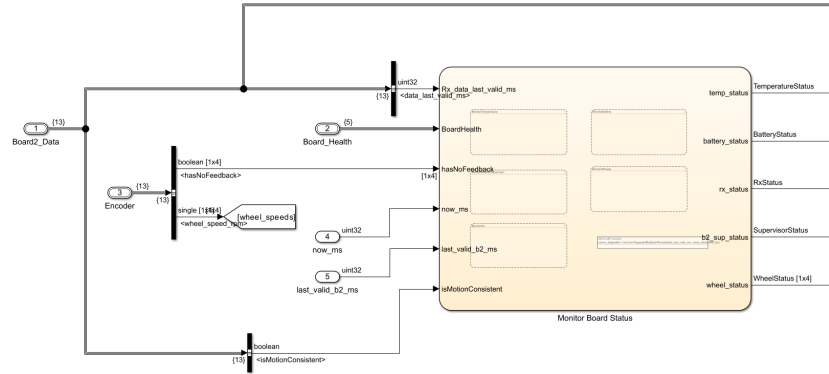 uint32
{13}
<data_last_valid_ms>
Rx_data_last_valid_ms
temp_status
TemperatureStatus
{13}
1
Board2_Data
2
{5}
Board_Health
BoardHealth
battery_status
BatteryStatus
boolean [1x4]
<hasNoFeedback>
[1x4]
hasNoFeedback
rx_status
RxStatus
3
{13}
Encoder
{13}
single [1x4]
<wheel_speed_rpm>
[wheel_speeds]
4
uint32
now_ms
now_ms
b2_sup_status
SupervisorStatus
5
uint32
last_valid_b2_ms
last_valid_b2_ms
wheel_status
WheelStatus [1x4]
isMotionConsistent
Monitor Board Status
boolean
{13}
<isMotionConsistent>